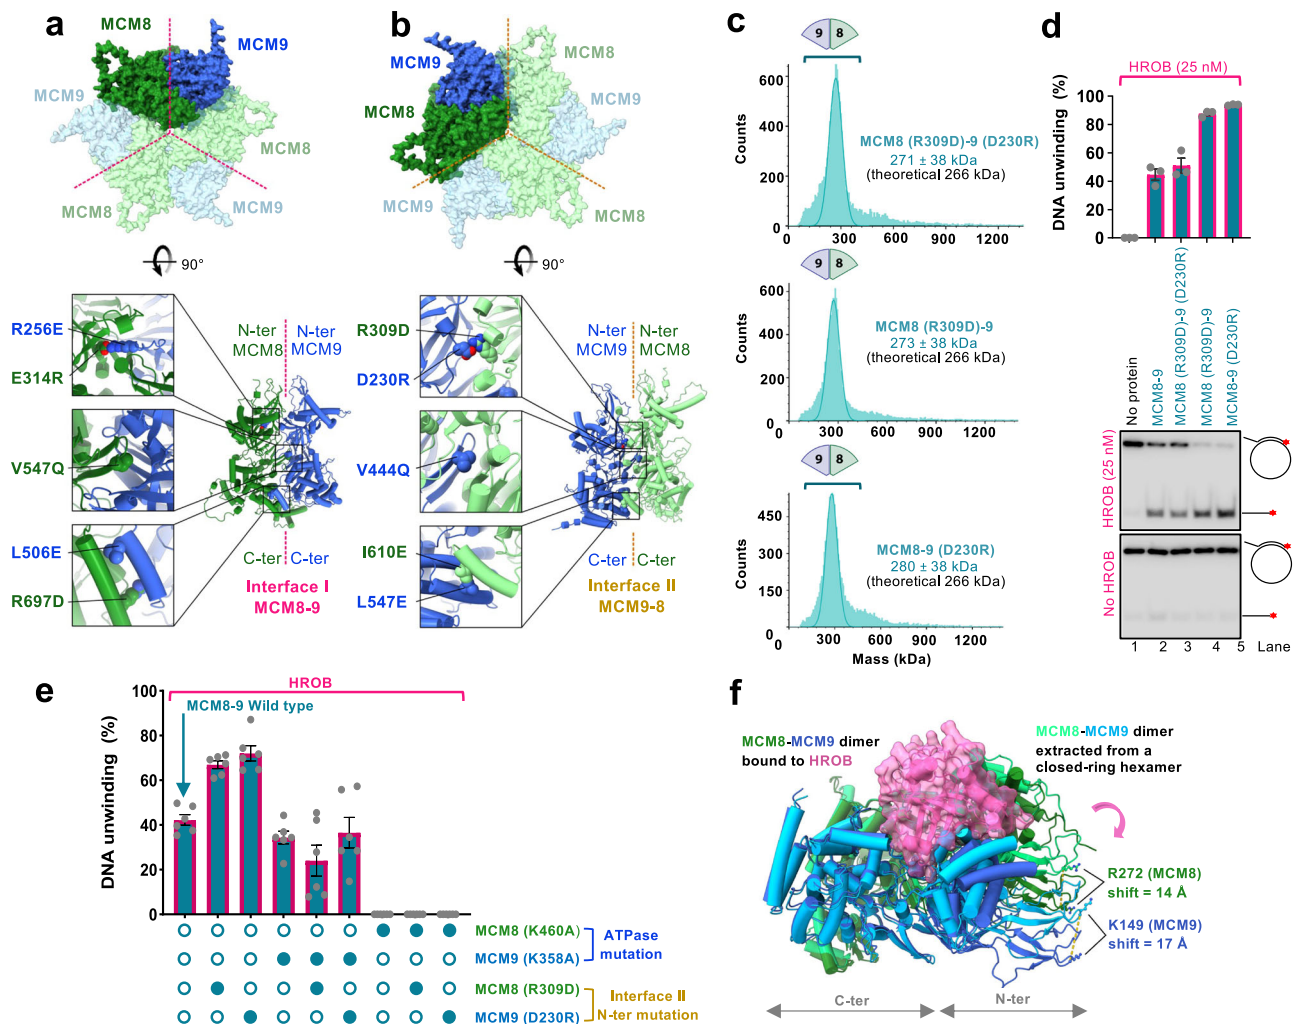 a
MCM8
MCM9
MCM9
MCM8
MCM8
MCM9
90°
R256E
E314R
V547Q
L506E
R697D
N-ter
MCM8
N-ter
MCM9
C-ter
C-ter
Interface I
MCM8-9
b
MCM9
MCM8
MCM8
MCM9
MCM9
MCM8
90°
R309D
D230R
V444Q
I610E
L547E
N-ter
MCM9
N-ter
MCM8
C-ter
C-ter
Interface II
MCM9-8
c
9 8
Counts
600
400
200
0
0 300 600 900 1200
MCM8 (R309D)-9 (D230R)
271 ± 38 kDa
(theoretical 266 kDa)
9 8
Counts
600
400
200
0
0 300 600 900 1200
MCM8 (R309D)-9
273 ± 38 kDa
(theoretical 266 kDa)
9 8
Counts
450
300
150
0
0 300 600 900 1200
MCM8-9 (D230R)
280 ± 38 kDa
(theoretical 266 kDa)
Mass (kDa)
d
HROB (25 nM)
DNA unwinding (%)
100
80
60
40
20
0
No protein
MCM8-9
MCM8 (R309D)-9 (D230R)
MCM8 (R309D)-9
MCM8-9 (D230R)
HROB (25 nM)
No HROB
1 2 3 4 5 Lane
e
HROB
MCM8-9 Wild type
DNA unwinding (%)
100
80
60
40
20
0
MCM8 (K460A)
MCM9 (K358A)
ATPase
mutation
MCM8 (R309D)
MCM9 (D230R)
Interface II
N-ter mutation
f
MCM8-MCM9 dimer
bound to HROB
MCM8-MCM9 dimer
extracted from a
closed-ring hexamer
R272 (MCM8)
shift = 14 Å
K149 (MCM9)
shift = 17 Å
C-ter
N-ter